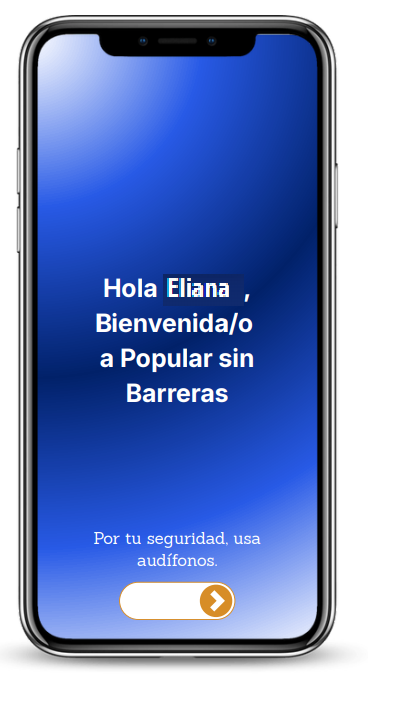 Hola Eliana ,
Bienvenida/o
a Popular sin
Barreras
Por tu seguridad, usa
audífonos.